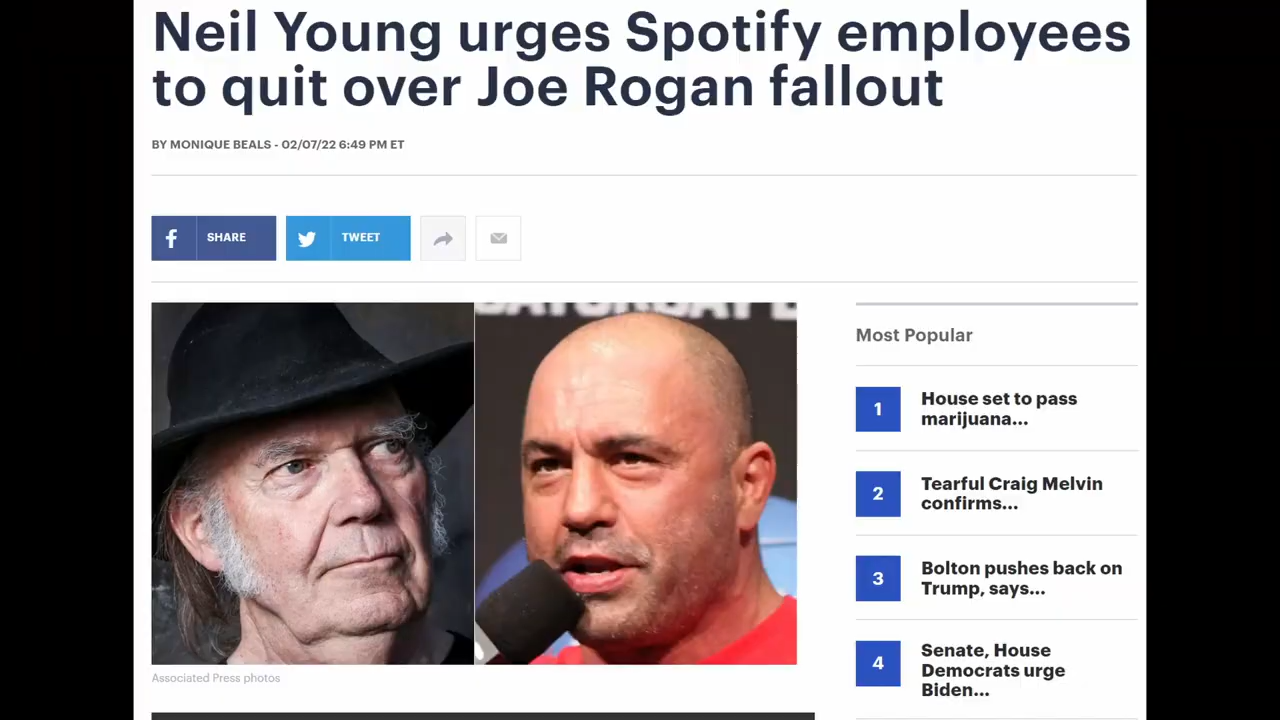 Neil Young urges Spotify employees
to quit over Joe Rogan fallout
BY MONIQUE BEALS - 02/07/22 6:49 PM ET
SHARE
TWEET
Associated Press photos
Most Popular
1
House set to pass
marijuana...
2
Tearful Craig Melvin
confirms...
3
Bolton pushes back on
Trump, says...
4
Senate, House
Democrats urge
Biden...